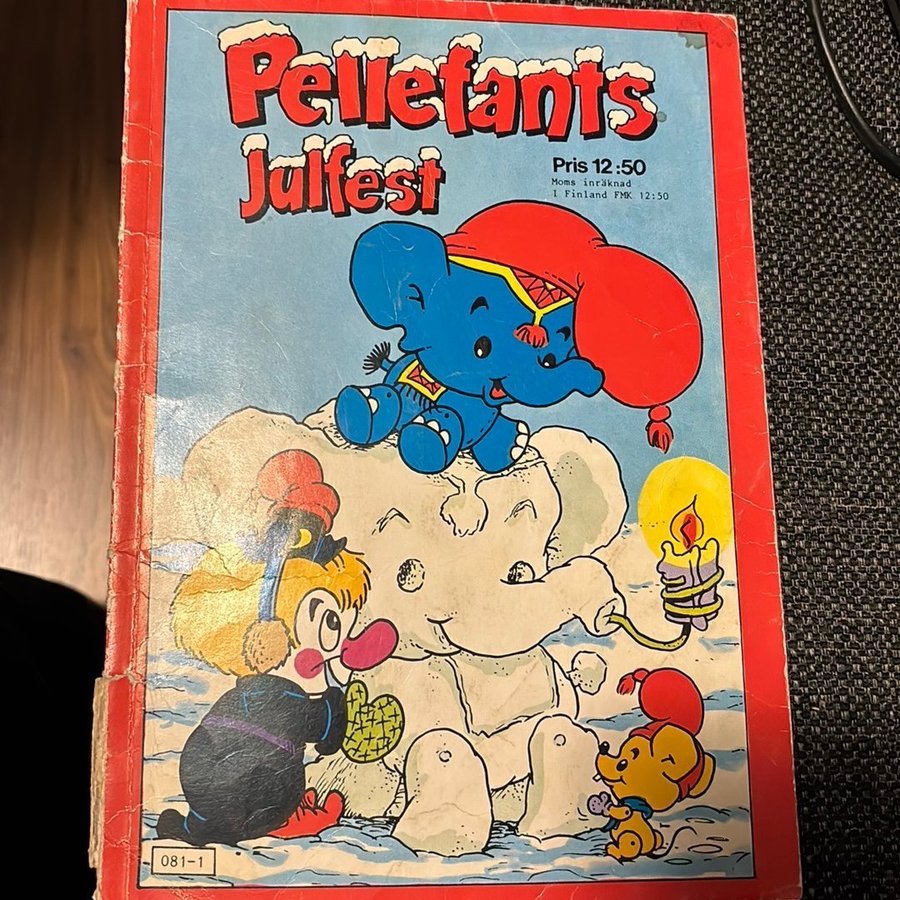 Pellefants
Julfest
Pris 12:50
Moms inräknad
I Finland FMK 12:50
081-1